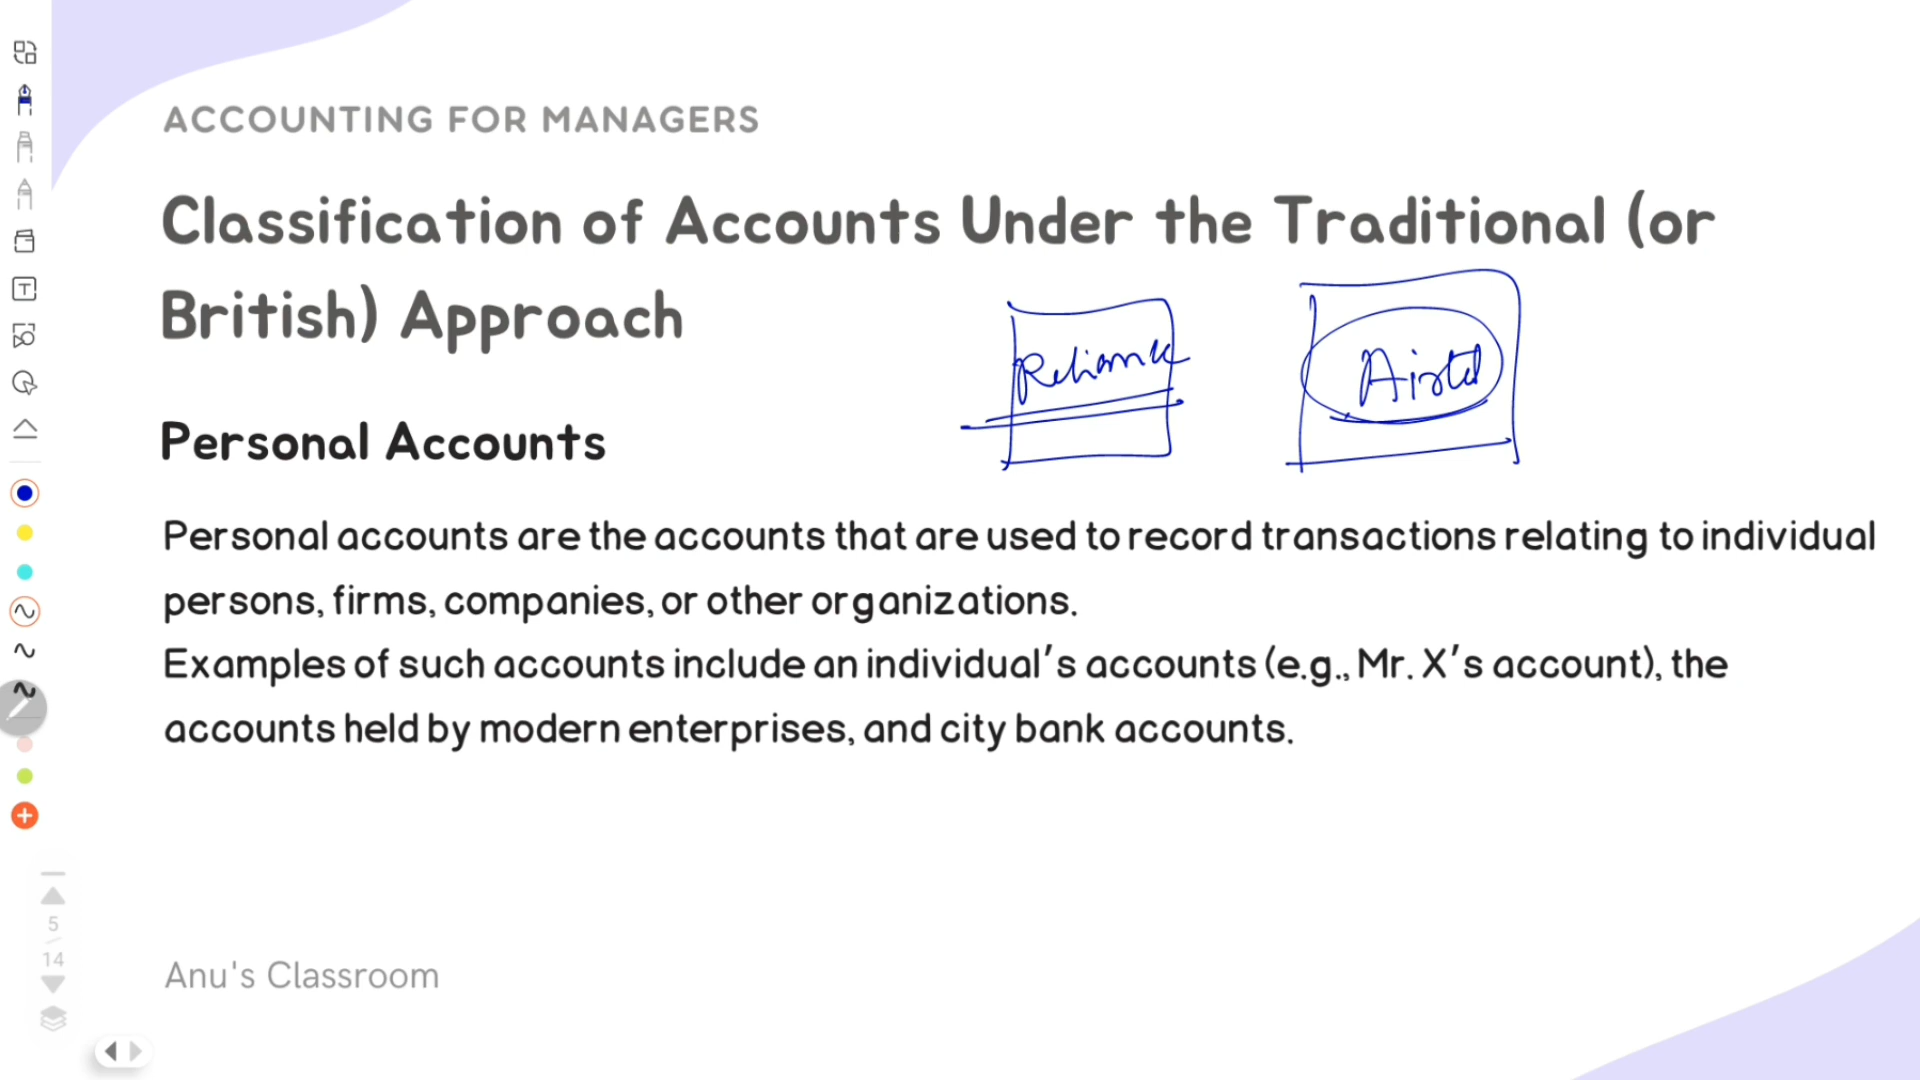 ACCOUNTING FOR MANAGERS
Classification of Accounts Under the Traditional (or
British) Approach
Reliance
Airtel
Personal Accounts
Personal accounts are the accounts that are used to record transactions relating to individual
persons, firms, companies, or other organizations.
Examples of such accounts include an individual's accounts (e.g., Mr. X's account), the
accounts held by modern enterprises, and city bank accounts.
5
14
Anu's Classroom